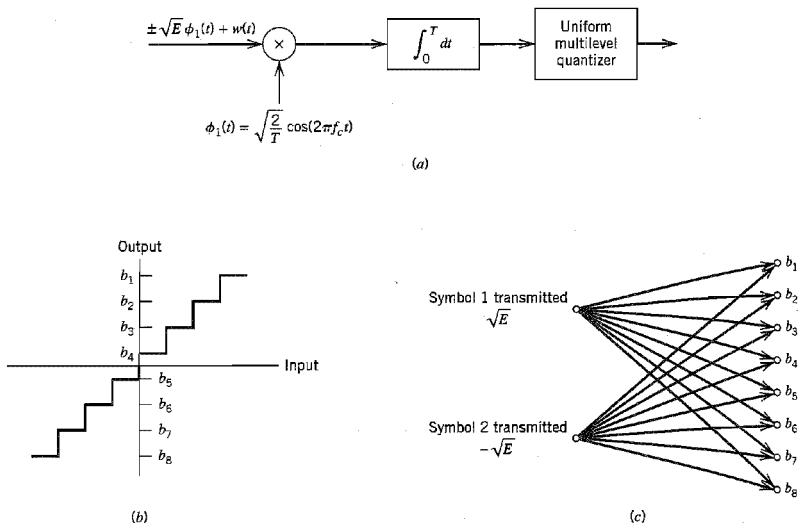 ±√E ϕ₁(t) + w(t)
×
∫₀ᵀ dt
Uniform
multilevel
quantizer
ϕ₁(t) = √(2/T) cos(2πf_c t)
(a)
Output
b₁
b₂
b₃
b₄
Input
b₅
b₆
b₇
b₈
(b)
Symbol 1 transmitted
√E
Symbol 2 transmitted
−√E
b₁
b₂
b₃
b₄
b₅
b₆
b₇
b₈
(c)